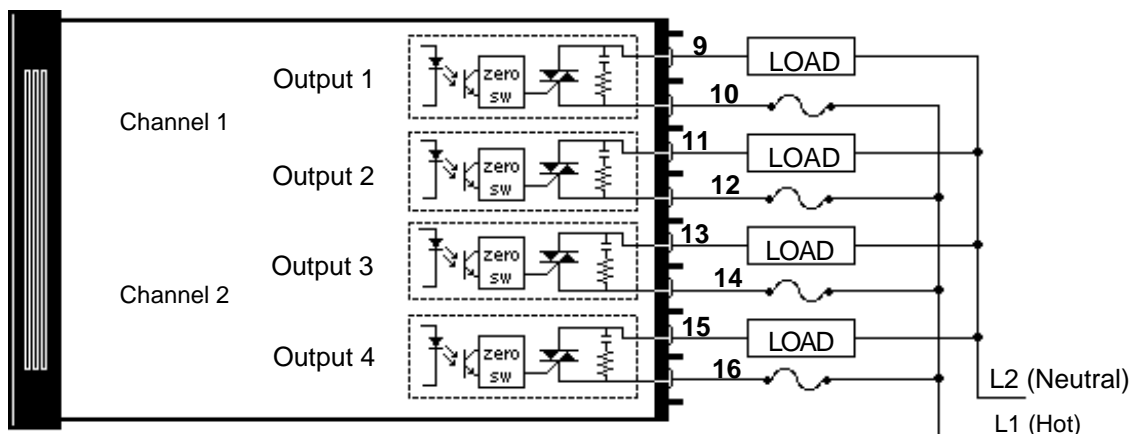 9
LOAD
Output 1
zero
sw
10
Channel 1
11
LOAD
Output 2
zero
sw
12
13
LOAD
Output 3
zero
sw
14
Channel 2
15
LOAD
Output 4
zero
sw
16
L2 (Neutral)
L1 (Hot)